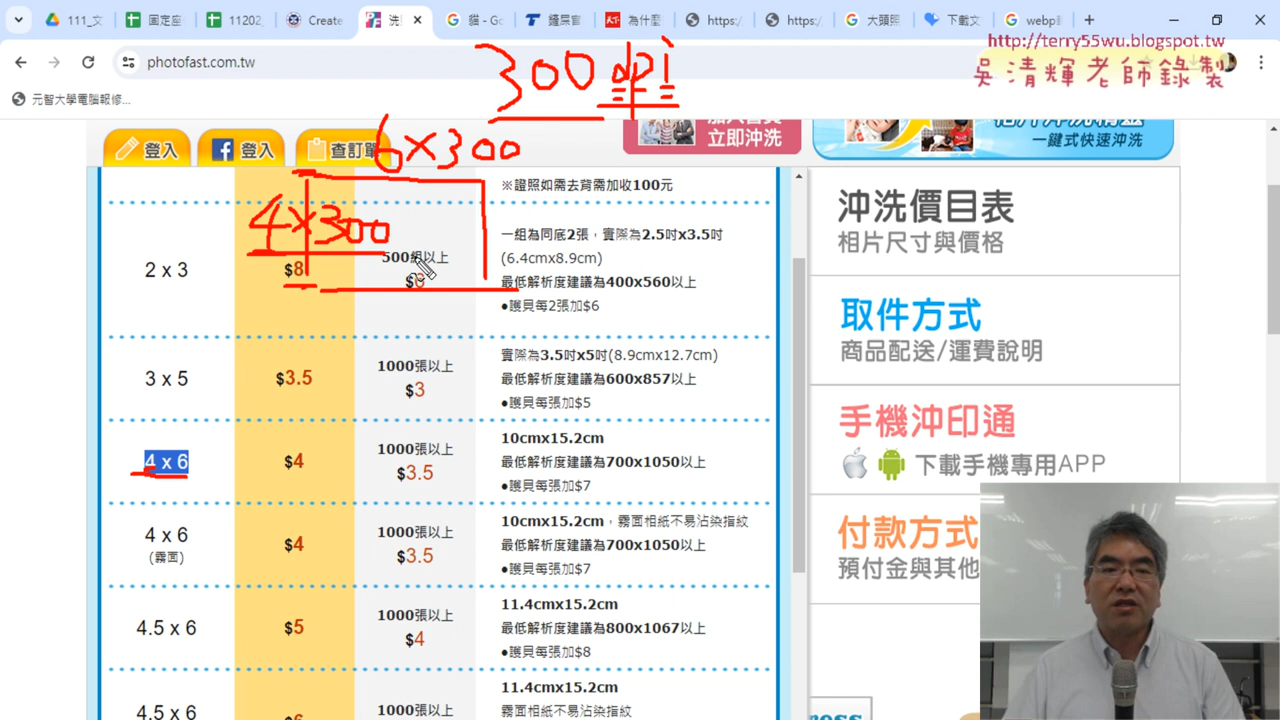 111_文
固定座
11202
Create
洗
貓 - Go
鐘屎官
為什麼
https:/
https:/
大頭照
下載文
webp
photofast.com.tw
http://terry55wu.blogspot.tw
吳清輝老師錄製
元智大學電腦報修...
300 dpi
登入
登入
查訂單
6×300
立即沖洗
一鍵式快速沖洗
※證照如需去背需加收100元
4×300
2 x 3
$8
500組以上
一組為同底2張，實際為2.5吋x3.5吋
(6.4cmx8.9cm)
最低解析度建議為400x560以上
●護貝每2張加$6
3 x 5
$3.5
1000張以上
$3
實際為3.5吋x5吋(8.9cmx12.7cm)
最低解析度建議為600x857以上
●護貝每張加$5
4 x 6
$4
1000張以上
$3.5
10cmx15.2cm
最低解析度建議為700x1050以上
●護貝每張加$7
4 x 6
(霧面)
$4
1000張以上
$3.5
10cmx15.2cm，霧面相紙不易沾染指紋
最低解析度建議為700x1050以上
●護貝每張加$7
4.5 x 6
$5
1000張以上
$4
11.4cmx15.2cm
最低解析度建議為800x1067以上
●護貝每張加$8
4.5 x 6
1000張以上
11.4cmx15.2cm
霧面相紙不易沾染指紋
沖洗價目表
相片尺寸與價格
取件方式
商品配送/運費說明
手機沖印通
下載手機專用APP
付款方式
預付金與其他